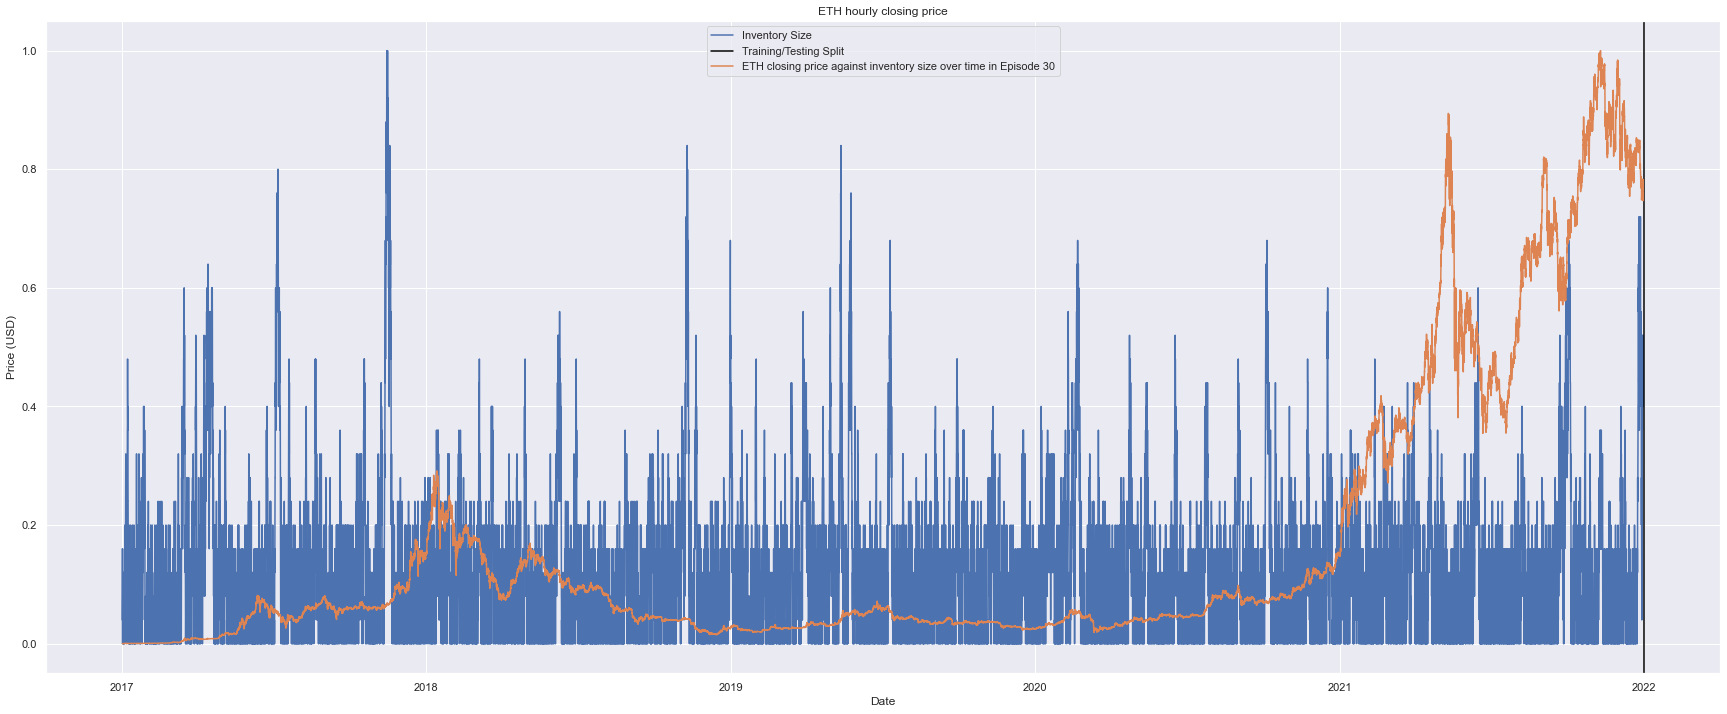 ETH hourly closing price
Inventory Size
Training/Testing Split
ETH closing price against inventory size over time in Episode 30
Price (USD)
1.0
0.8
0.6
0.4
0.2
0.0
2017 2018 2019 2020 2021 2022
Date